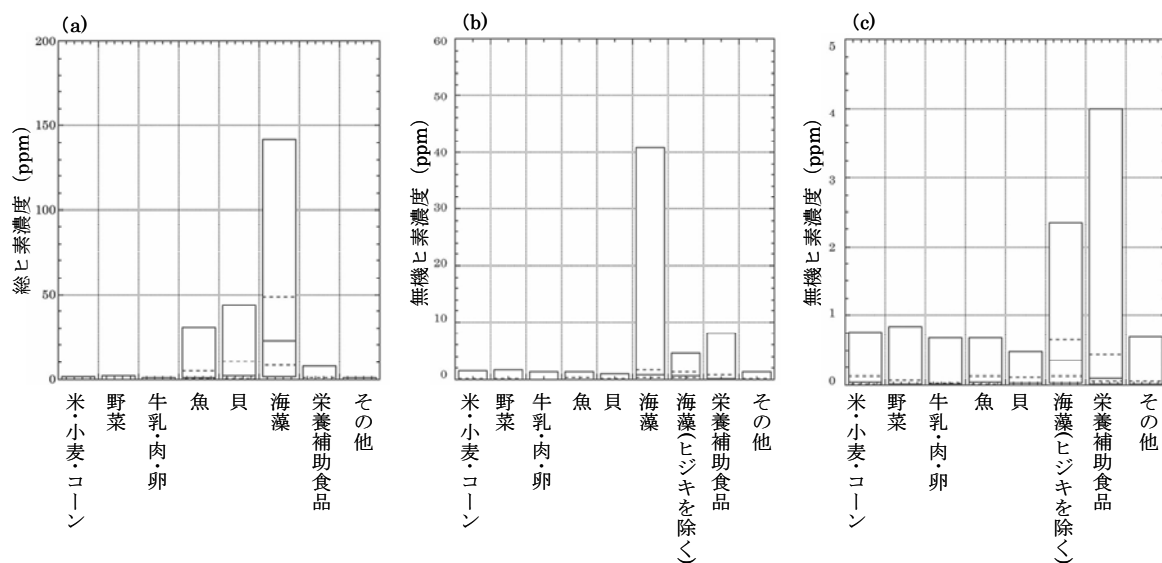 (a)
総ヒ素濃度 (ppm)
200
150
100
50
0
米・小麦・コーン
野菜
牛乳・肉・卵
魚
貝
海藻
栄養補助食品
その他
(b)
無機ヒ素濃度 (ppm)
60
50
40
20
10
0
米・小麦・コーン
野菜
牛乳・肉・卵
魚
貝
海藻
海藻(ヒジキを除く)
栄養補助食品
その他
(c)
無機ヒ素濃度 (ppm)
5
4
3
2
1
0
米・小麦・コーン
野菜
牛乳・肉・卵
魚
貝
海藻(ヒジキを除く)
栄養補助食品
その他